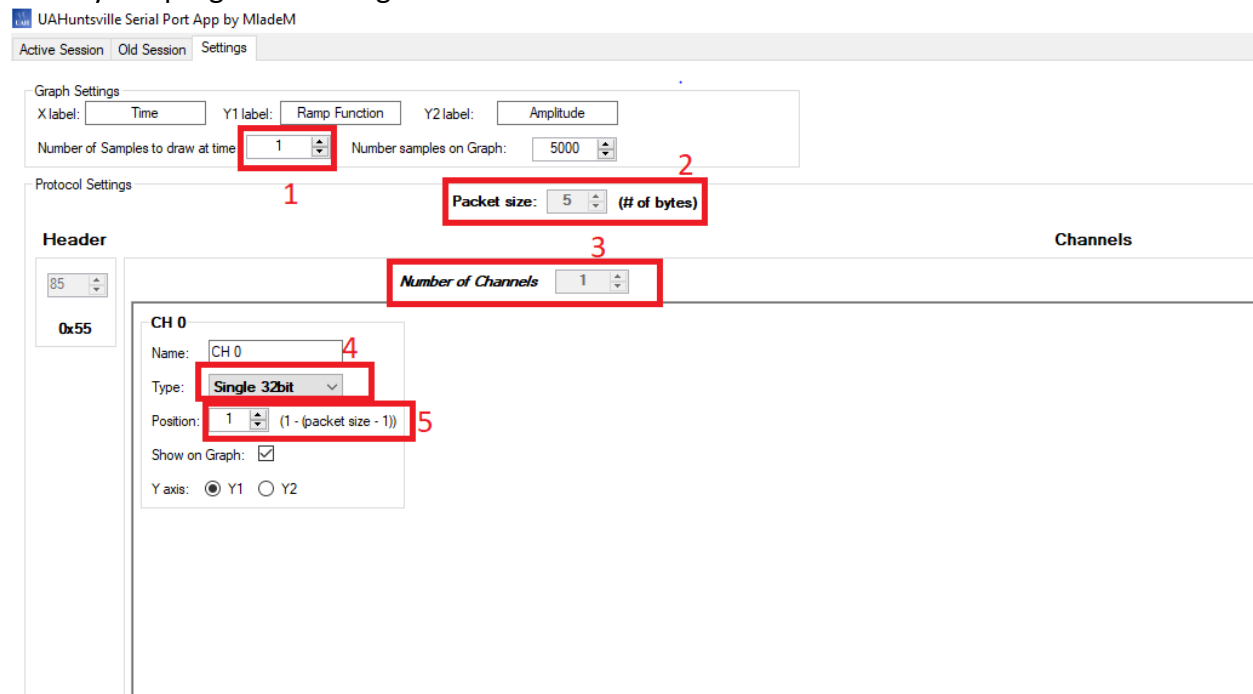 UAHuntsville Serial Port App by MladeM
Active Session Old Session Settings
Graph Settings
X label: Time Y1 label: Ramp Function Y2 label: Amplitude
Number of Samples to draw at time 1 Number samples on Graph: 5000
1
2
Protocol Settings
Packet size: 5 (# of bytes)
Header
Channels
3
85
Number of Channels 1
0x55
CH 0
Name: CH 0
4
Type: Single 32bit
Position: 1 (1 - (packet size - 1))
5
Show on Graph:
Y axis: Y1 Y2